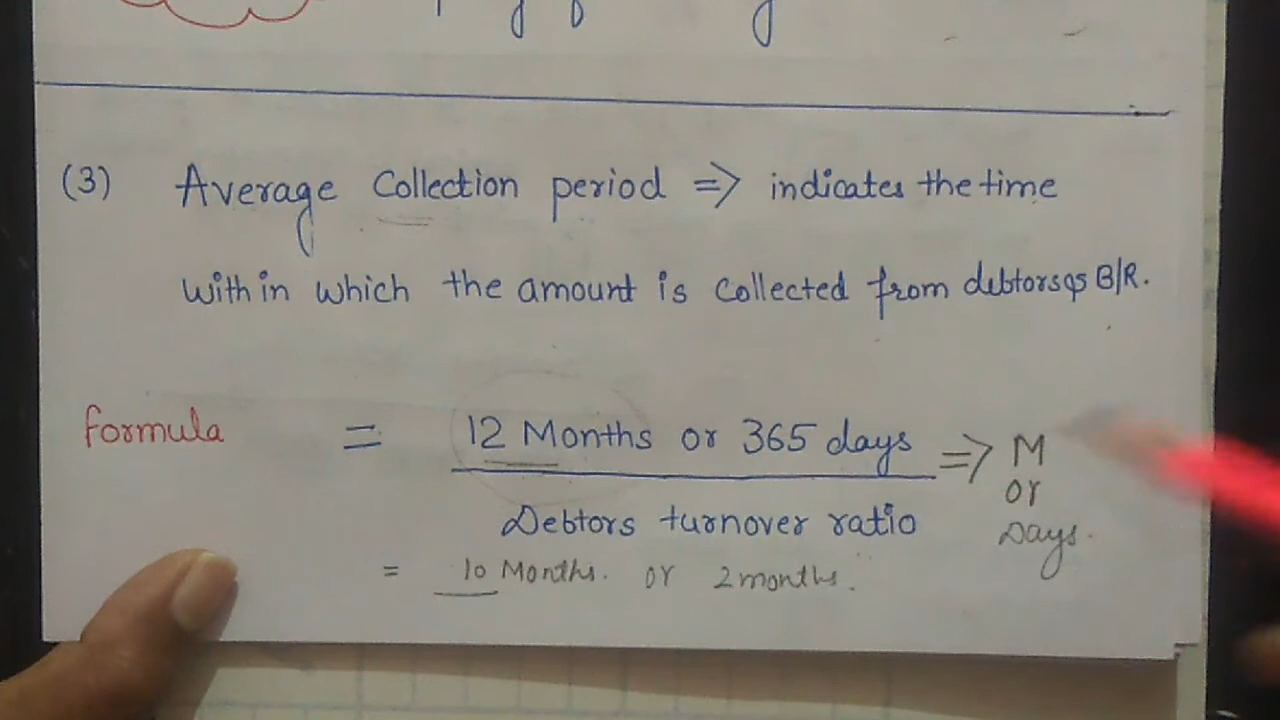 (3) Average Collection period => indicates the time
with in which the amount is collected from debtors B/R.
formula = 12 Months or 365 days => M
or
Days.
Debtors turnover ratio
= 10 Months. or 2 months.